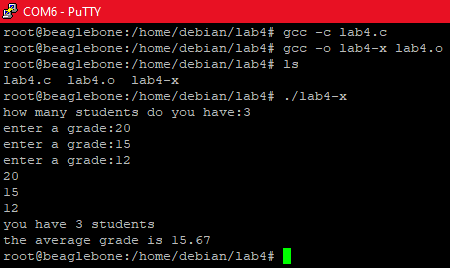 COM6 - PuTTY
root@beaglebone:/home/debian/lab4# gcc -c lab4.c
root@beaglebone:/home/debian/lab4# gcc -o lab4-x lab4.o
root@beaglebone:/home/debian/lab4# ls
lab4.c  lab4.o  lab4-x
root@beaglebone:/home/debian/lab4# ./lab4-x
how many students do you have:3
enter a grade:20
enter a grade:15
enter a grade:12
20
15
12
you have 3 students
the average grade is 15.67
root@beaglebone:/home/debian/lab4#